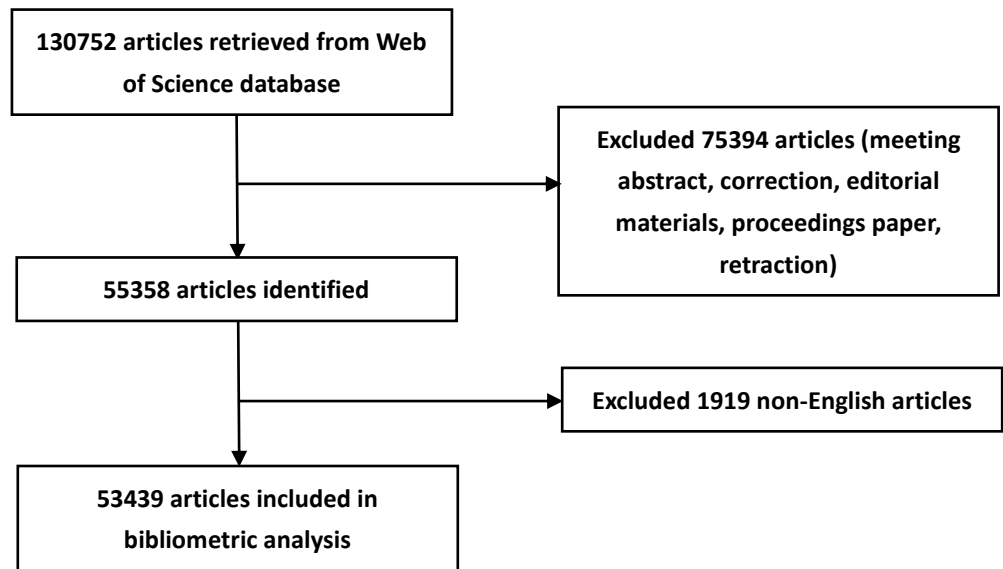 130752 articles retrieved from Web
of Science database
Excluded 75394 articles (meeting
abstract, correction, editorial
materials, proceedings paper,
retraction)
55358 articles identified
Excluded 1919 non-English articles
53439 articles included in
bibliometric analysis